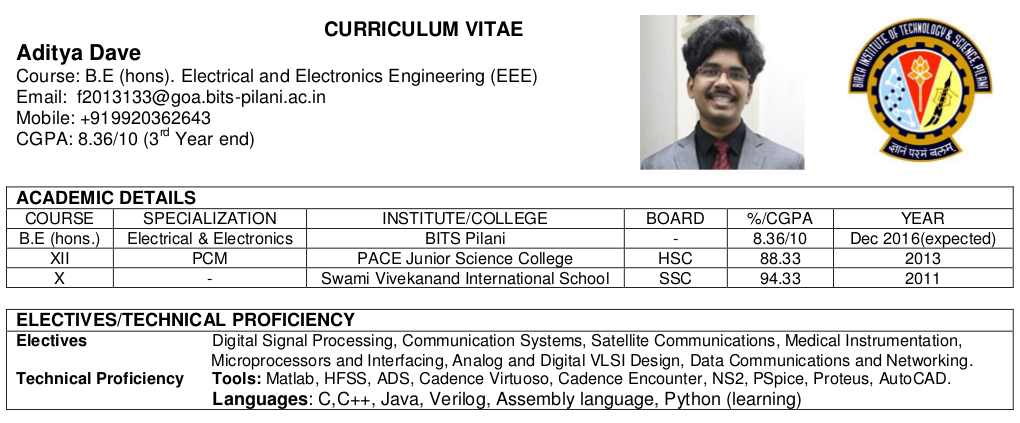 CURRICULUM VITAE
Aditya Dave
Course: B.E (hons). Electrical and Electronics Engineering (EEE)
Email: f2013133@goa.bits-pilani.ac.in
Mobile: +919920362643
CGPA: 8.36/10 (3rd Year end)
BIRLA INSTITUTE OF TECHNOLOGY & SCIENCE, PILANI
ज्ञानं परमं बलम्
ACADEMIC DETAILS
COURSE SPECIALIZATION INSTITUTE/COLLEGE BOARD %/CGPA YEAR
B.E (hons.) Electrical & Electronics BITS Pilani - 8.36/10 Dec 2016(expected)
XII PCM PACE Junior Science College HSC 88.33 2013
X - Swami Vivekanand International School SSC 94.33 2011
ELECTIVES/TECHNICAL PROFICIENCY
Electives Digital Signal Processing, Communication Systems, Satellite Communications, Medical Instrumentation,
Microprocessors and Interfacing, Analog and Digital VLSI Design, Data Communications and Networking.
Technical Proficiency Tools: Matlab, HFSS, ADS, Cadence Virtuoso, Cadence Encounter, NS2, PSpice, Proteus, AutoCAD.
Languages: C,C++, Java, Verilog, Assembly language, Python (learning)